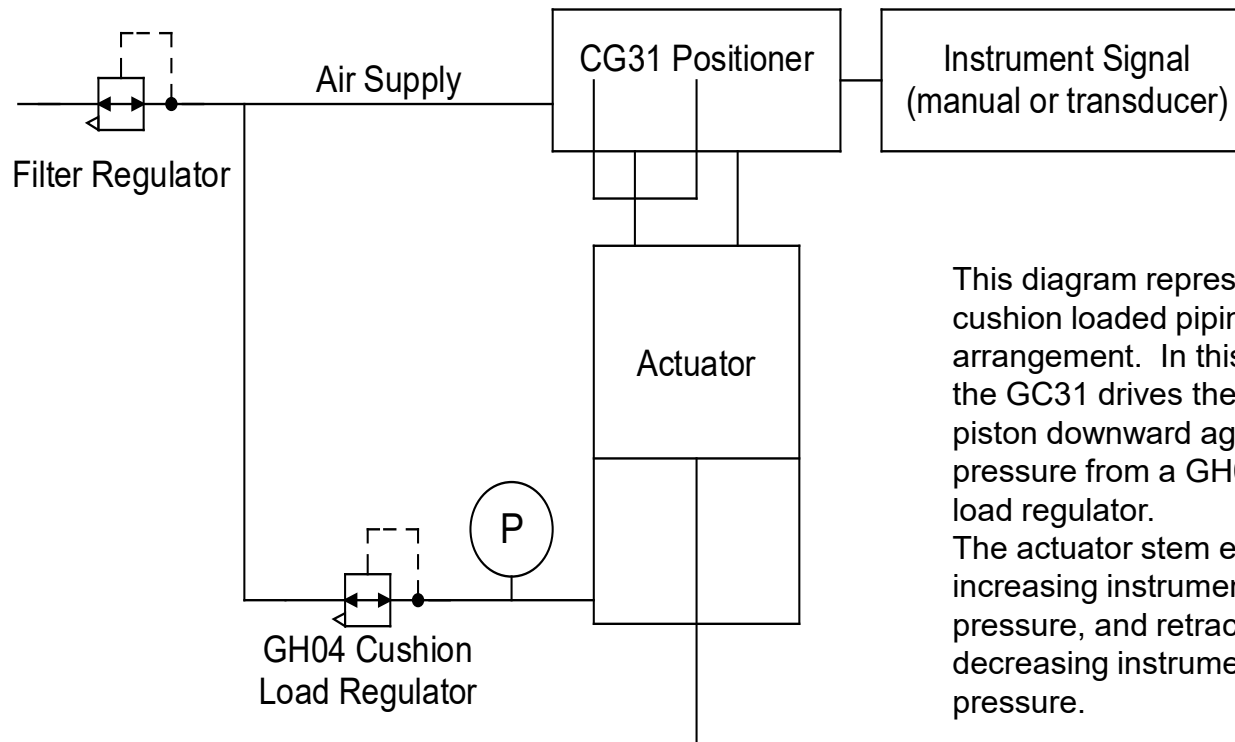 CG31 Positioner
Instrument Signal
(manual or transducer)
Air Supply
Filter Regulator
This diagram repres
cushion loaded pipin
arrangement. In this
the GC31 drives the
piston downward ag
pressure from a GH0
load regulator.
The actuator stem e
increasing instrumen
pressure, and retrac
decreasing instrume
pressure.
Actuator
P
GH04 Cushion
Load Regulator